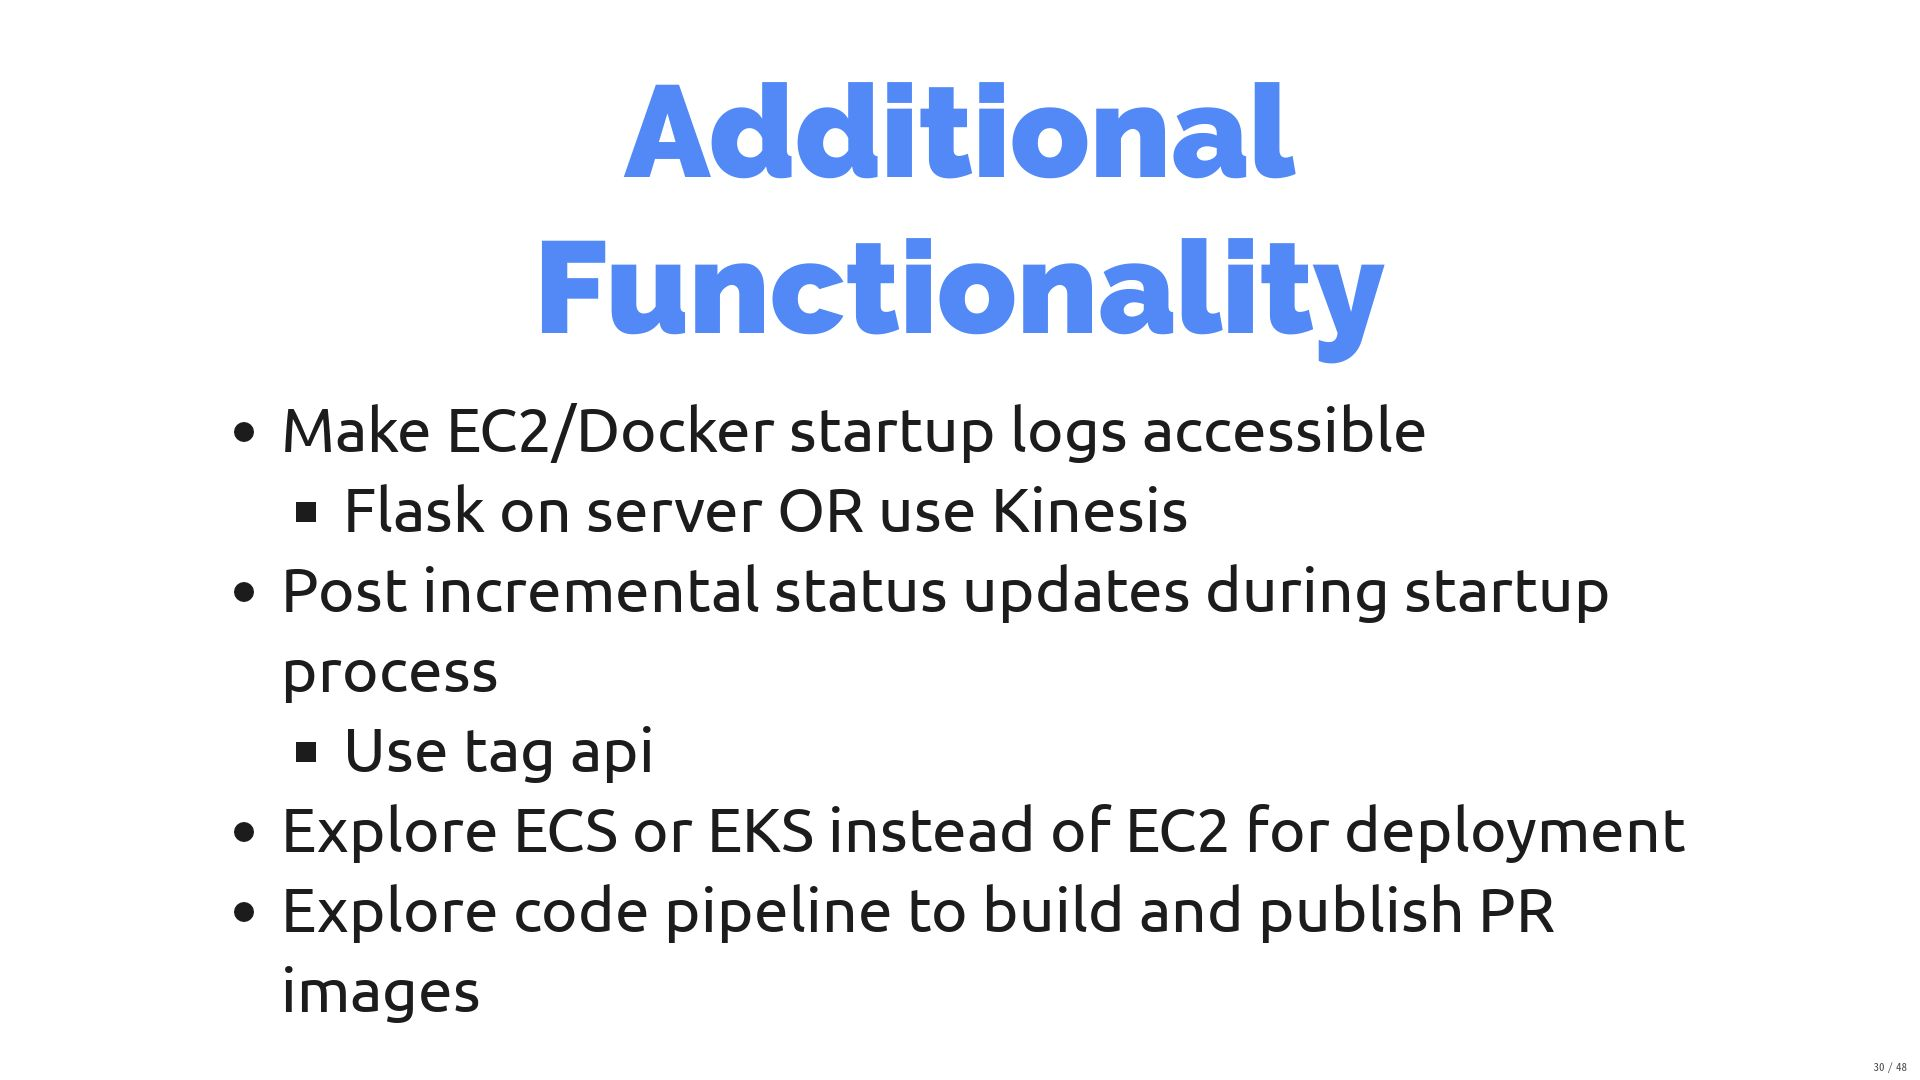 Additional
Functionality
• Make EC2/Docker startup logs accessible
▪ Flask on server OR use Kinesis
• Post incremental status updates during startup
process
▪ Use tag api
• Explore ECS or EKS instead of EC2 for deployment
• Explore code pipeline to build and publish PR
images
30 / 48